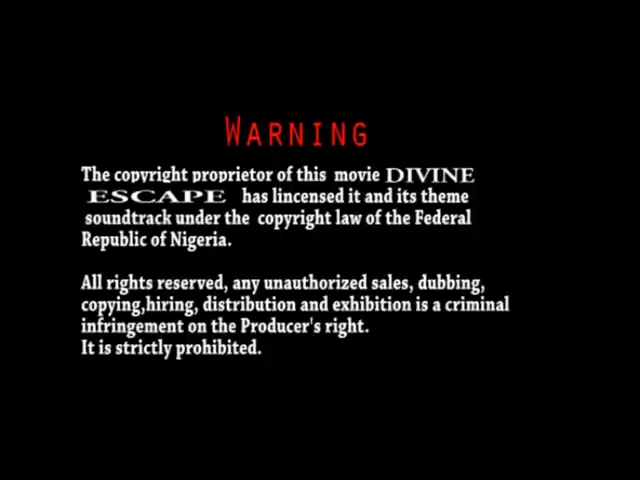 WARNING
The copyright proprietor of this movie DIVINE
ESCAPE has lincensed it and its theme
soundtrack under the copyright law of the Federal
Republic of Nigeria.
All rights reserved, any unauthorized sales, dubbing,
copying,hiring, distribution and exhibition is a criminal
infringement on the Producer's right.
It is strictly prohibited.